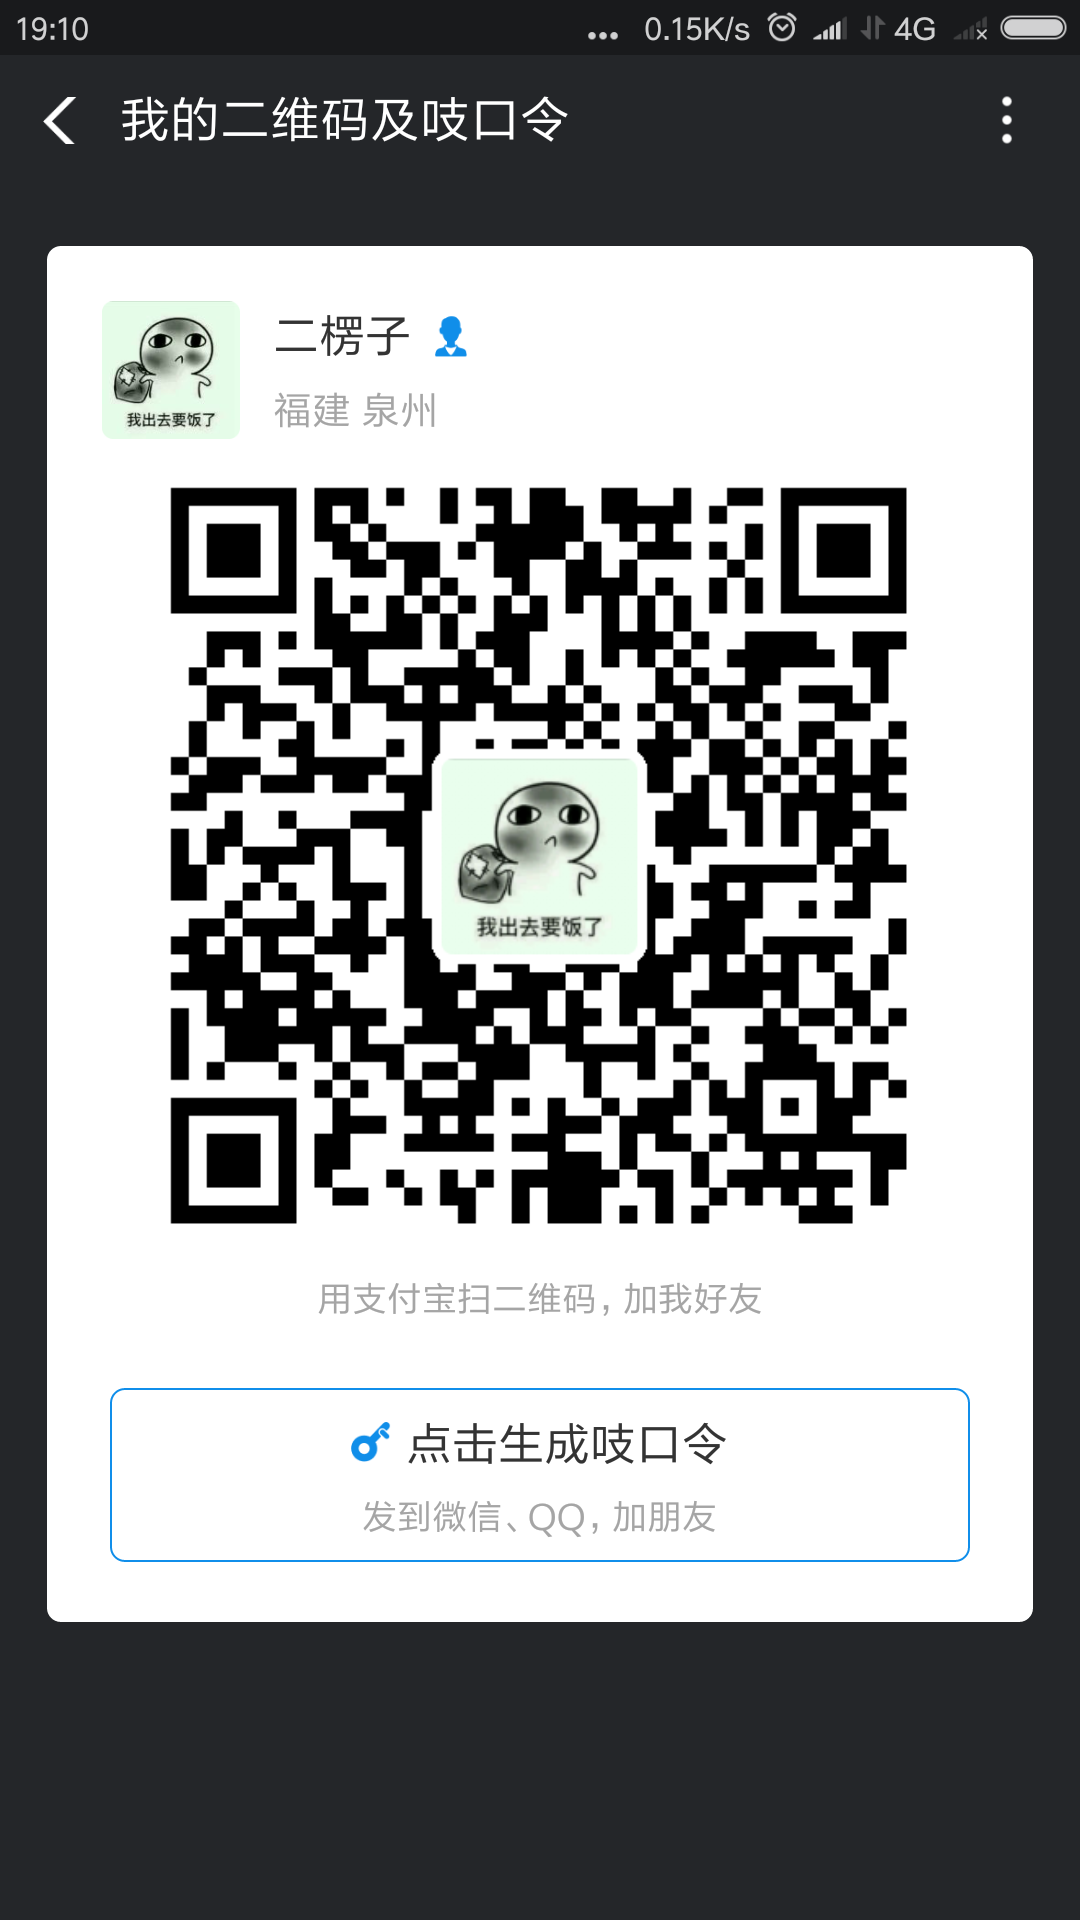 19:10 ... 0.15K/s 4G
我的二维码及吱口令
二楞子
福建 泉州
我出去要饭了
我出去要饭了
用支付宝扫二维码，加我好友
点击生成吱口令
发到微信、QQ，加朋友